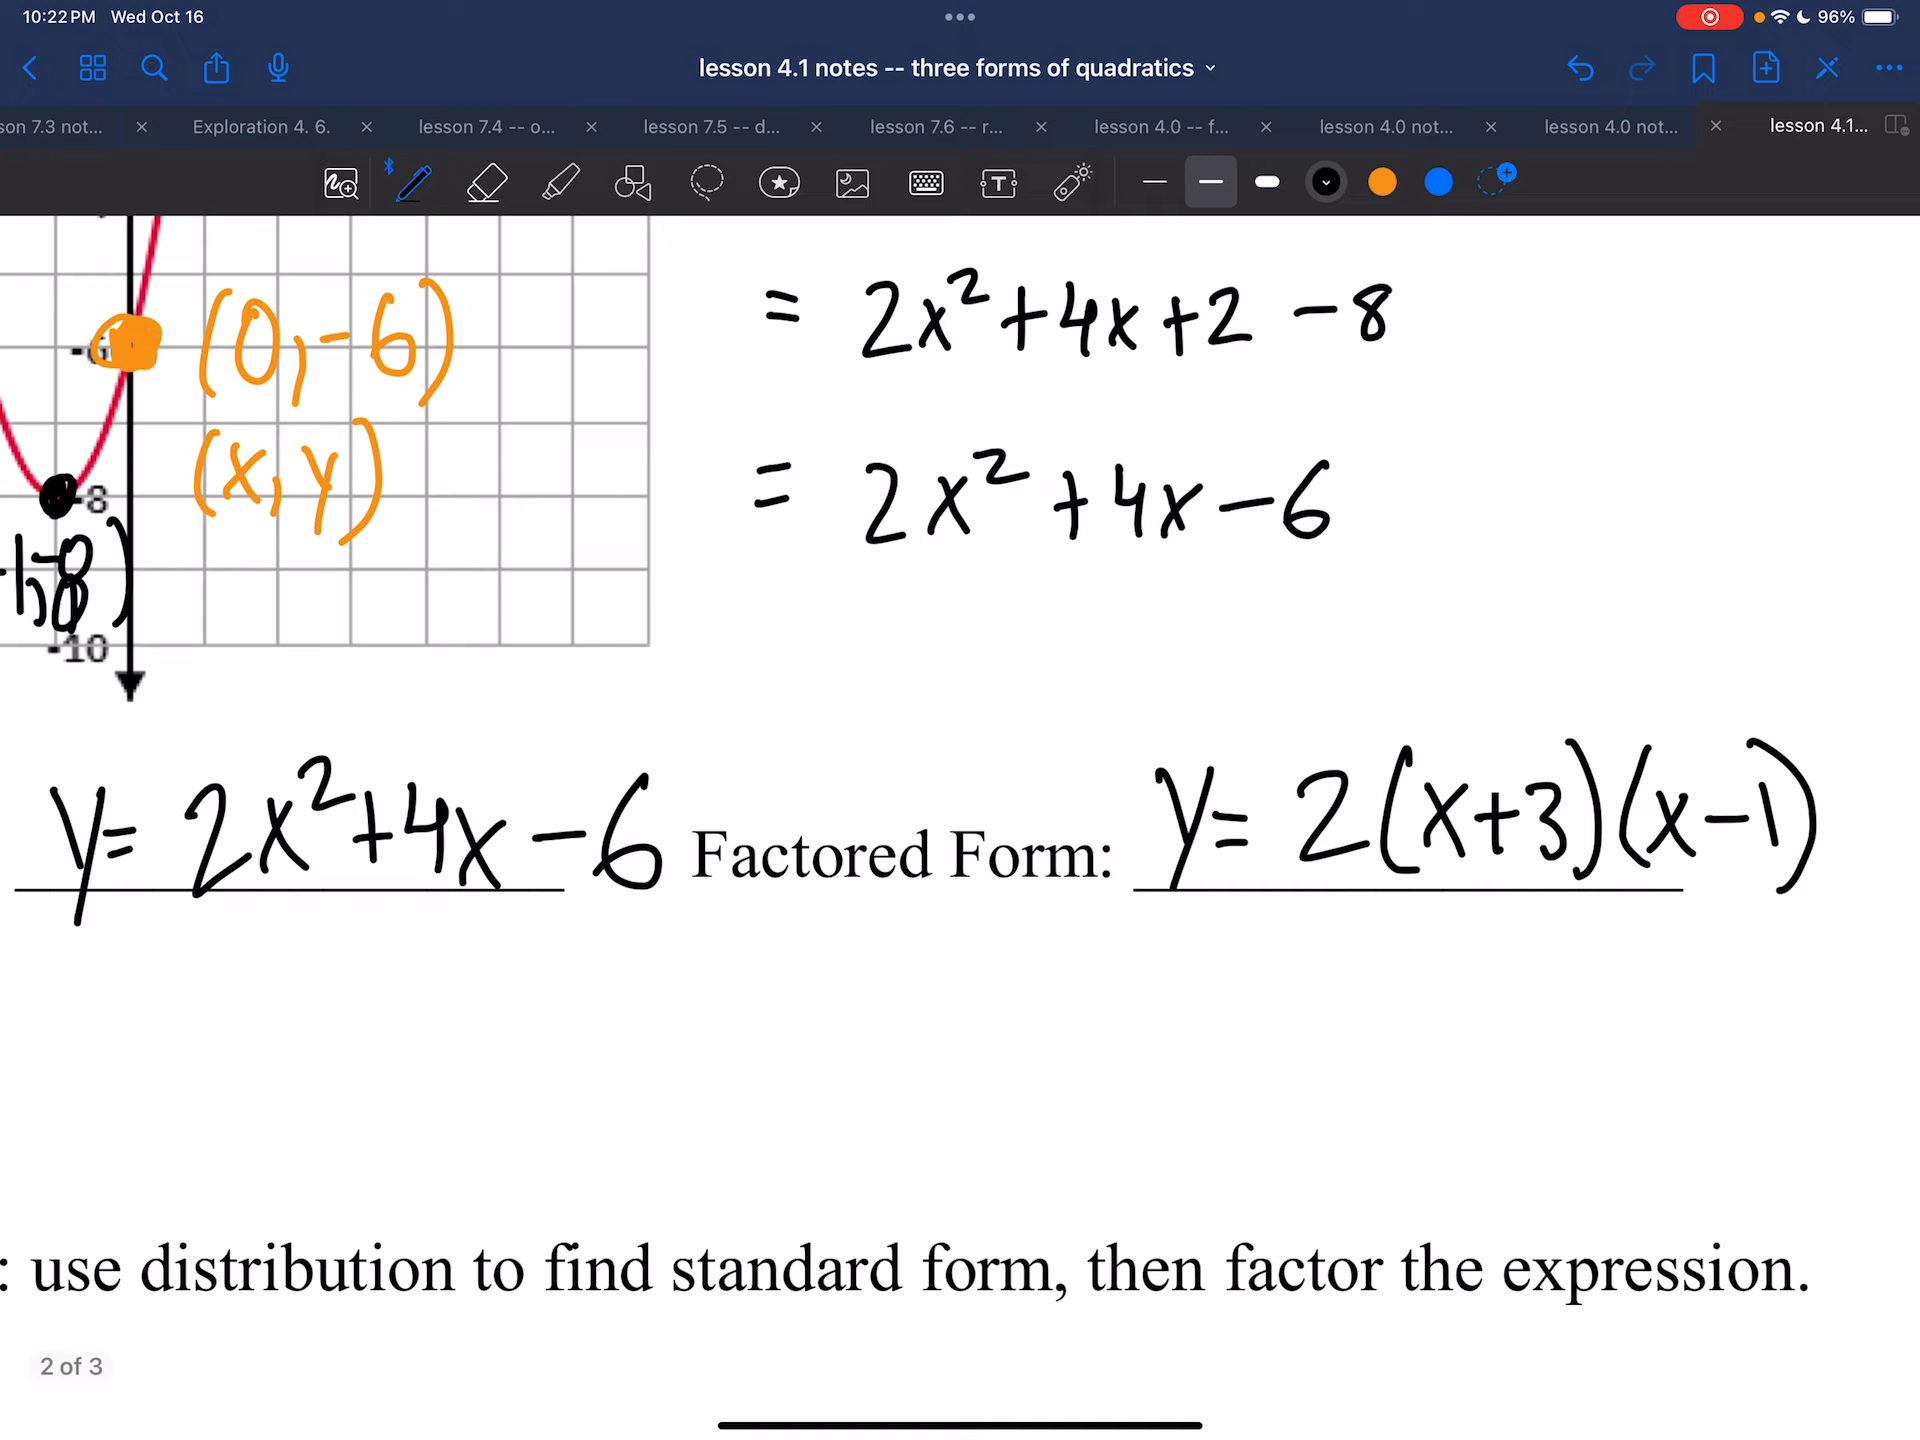 10:22 PM Wed Oct 16
96%
lesson 4.1 notes -- three forms of quadratics
son 7.3 not... Exploration 4. 6. lesson 7.4 -- o... lesson 7.5 -- d... lesson 7.6 -- r... lesson 4.0 -- f... lesson 4.0 not... lesson 4.0 not... lesson 4.1...
= 2x²+4x+2 -8
-6 (0,-6)
(x,y)
= 2x²+4x-6
-8
-1,-8)
-10
y= 2x²+4x-6 Factored Form: y= 2(x+3)(x-1)
: use distribution to find standard form, then factor the expression.
2 of 3